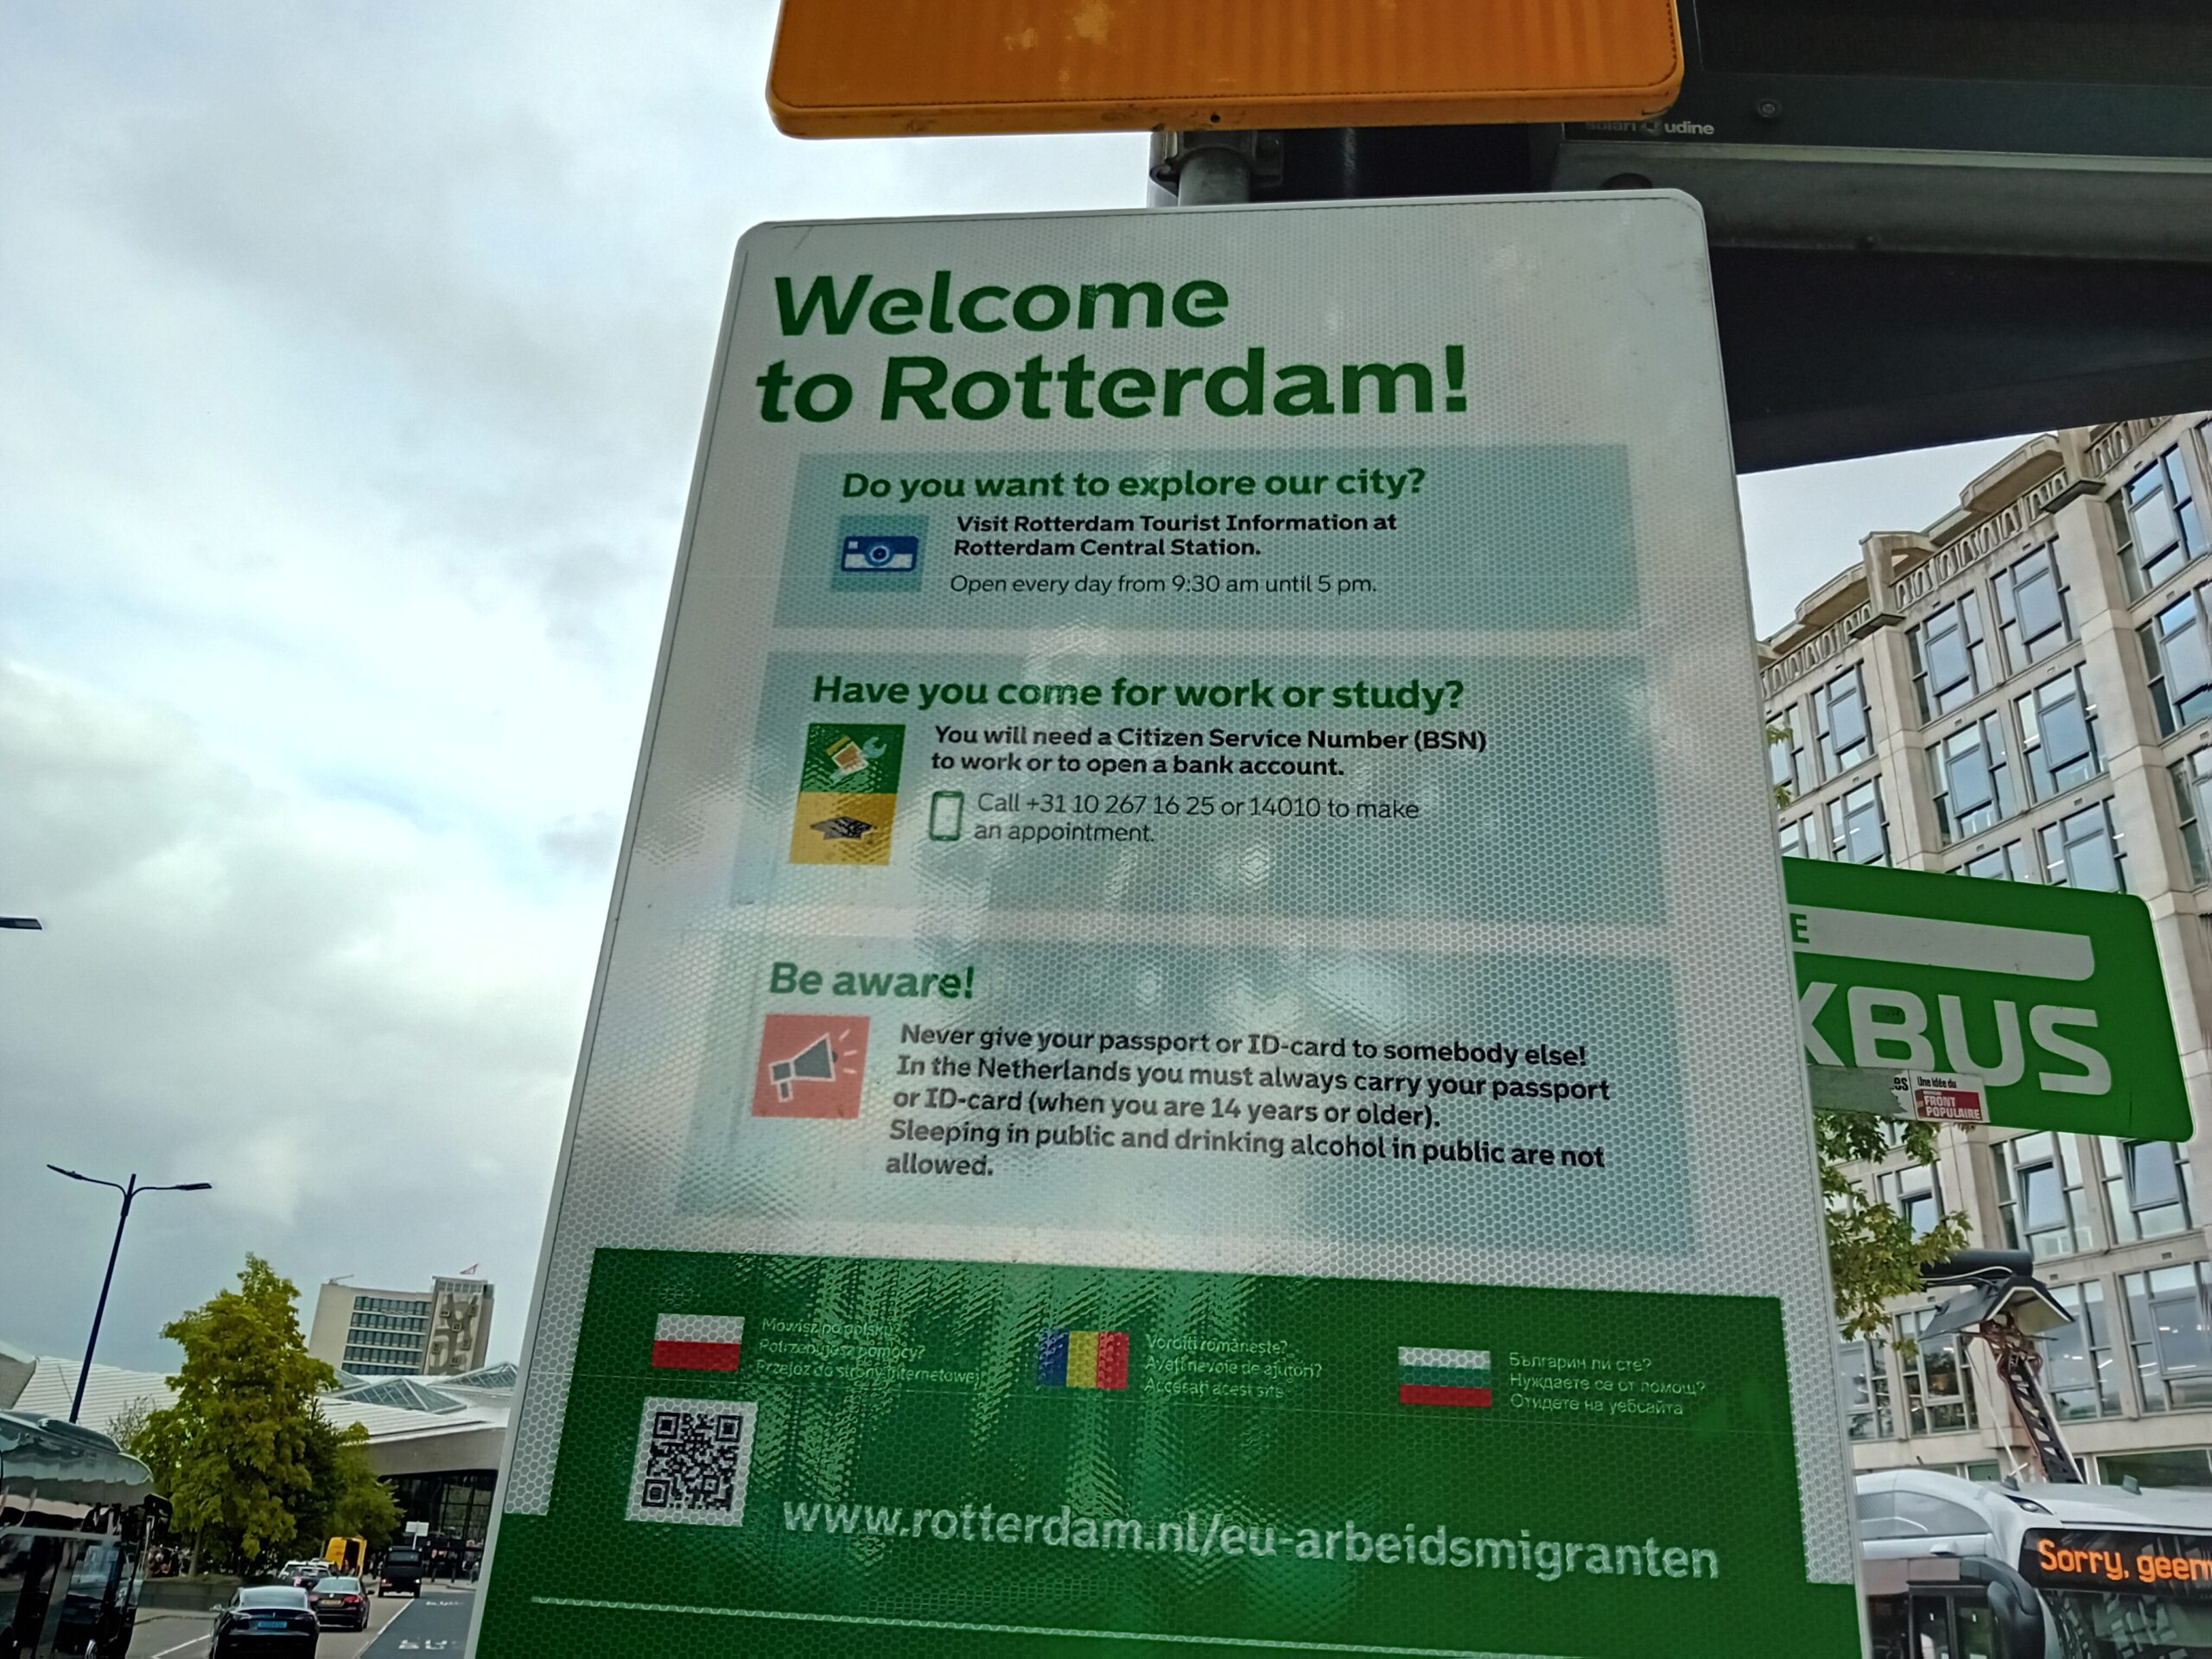 solari udine
Welcome
to Rotterdam!
Do you want to explore our city?
Visit Rotterdam Tourist Information at
Rotterdam Central Station.
Open every day from 9:30 am until 5 pm.
Have you come for work or study?
You will need a Citizen Service Number (BSN)
to work or to open a bank account.
Call +31 10 267 16 25 or 14010 to make
an appointment.
Be aware!
Never give your passport or ID-card to somebody else!
In the Netherlands you must always carry your passport
or ID-card (when you are 14 years or older).
Sleeping in public and drinking alcohol in public are not
allowed.
Mówisz po polsku?
Potrzebujesz pomocy?
Przejdź do strony internetowej
Vorbiți românește?
Aveți nevoie de ajutor?
Accesați acest site
Българин ли сте?
Нуждаете се от помощ?
Отидете на уебсайта
www.rotterdam.nl/eu-arbeidsmigranten
E
XBUS
Une idée du
FRONT
POPULAIRE
Sorry, geen